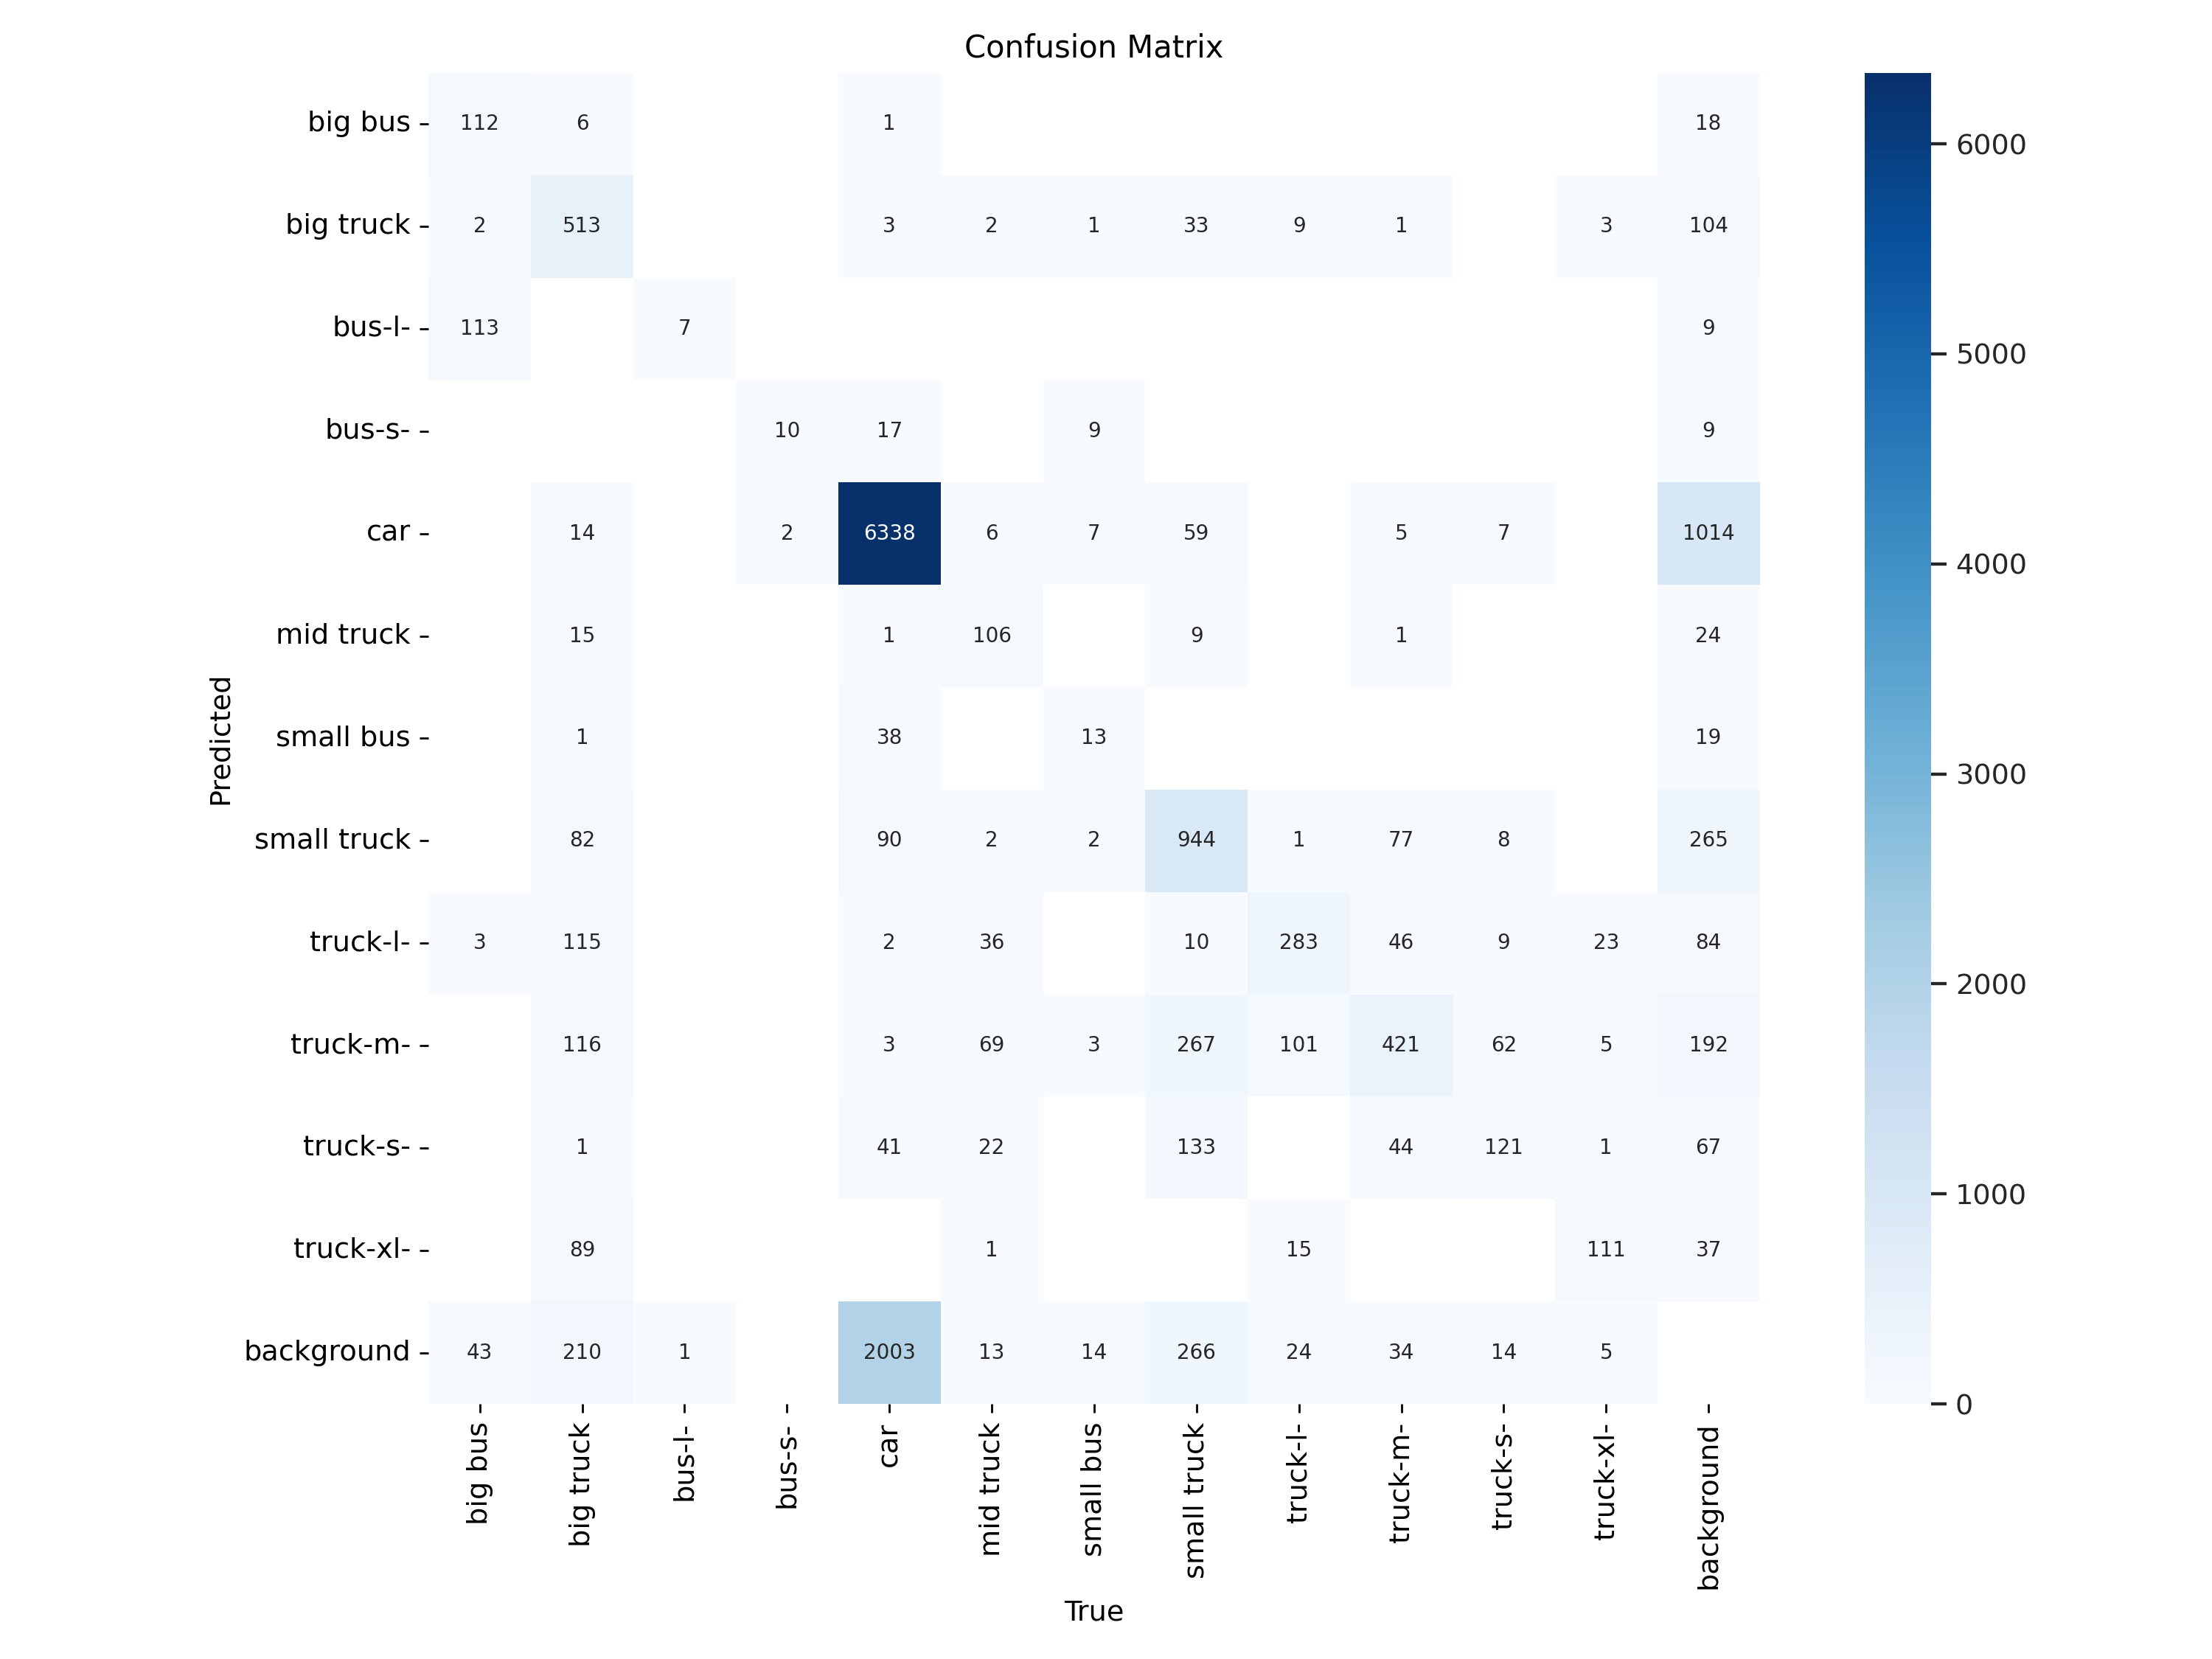 Confusion Matrix
big bus 112 6 1 18
big truck 2 513 3 2 1 33 9 1 3 104
bus-l- 113 7 9
bus-s- 10 17 9 9
car 14 2 6338 6 7 59 5 7 1014
mid truck 15 1 106 9 1 24
small bus 1 38 13 19
small truck 82 90 2 2 944 1 77 8 265
truck-l- 3 115 2 36 10 283 46 9 23 84
truck-m- 116 3 69 3 267 101 421 62 5 192
truck-s- 1 41 22 133 44 121 1 67
truck-xl- 89 1 15 111 37
background 43 210 1 2003 13 14 266 24 34 14 5
Predicted
big bus big truck bus-l- bus-s- car mid truck small bus small truck truck-l- truck-m- truck-s- truck-xl- background
True
6000
5000
4000
3000
2000
1000
0